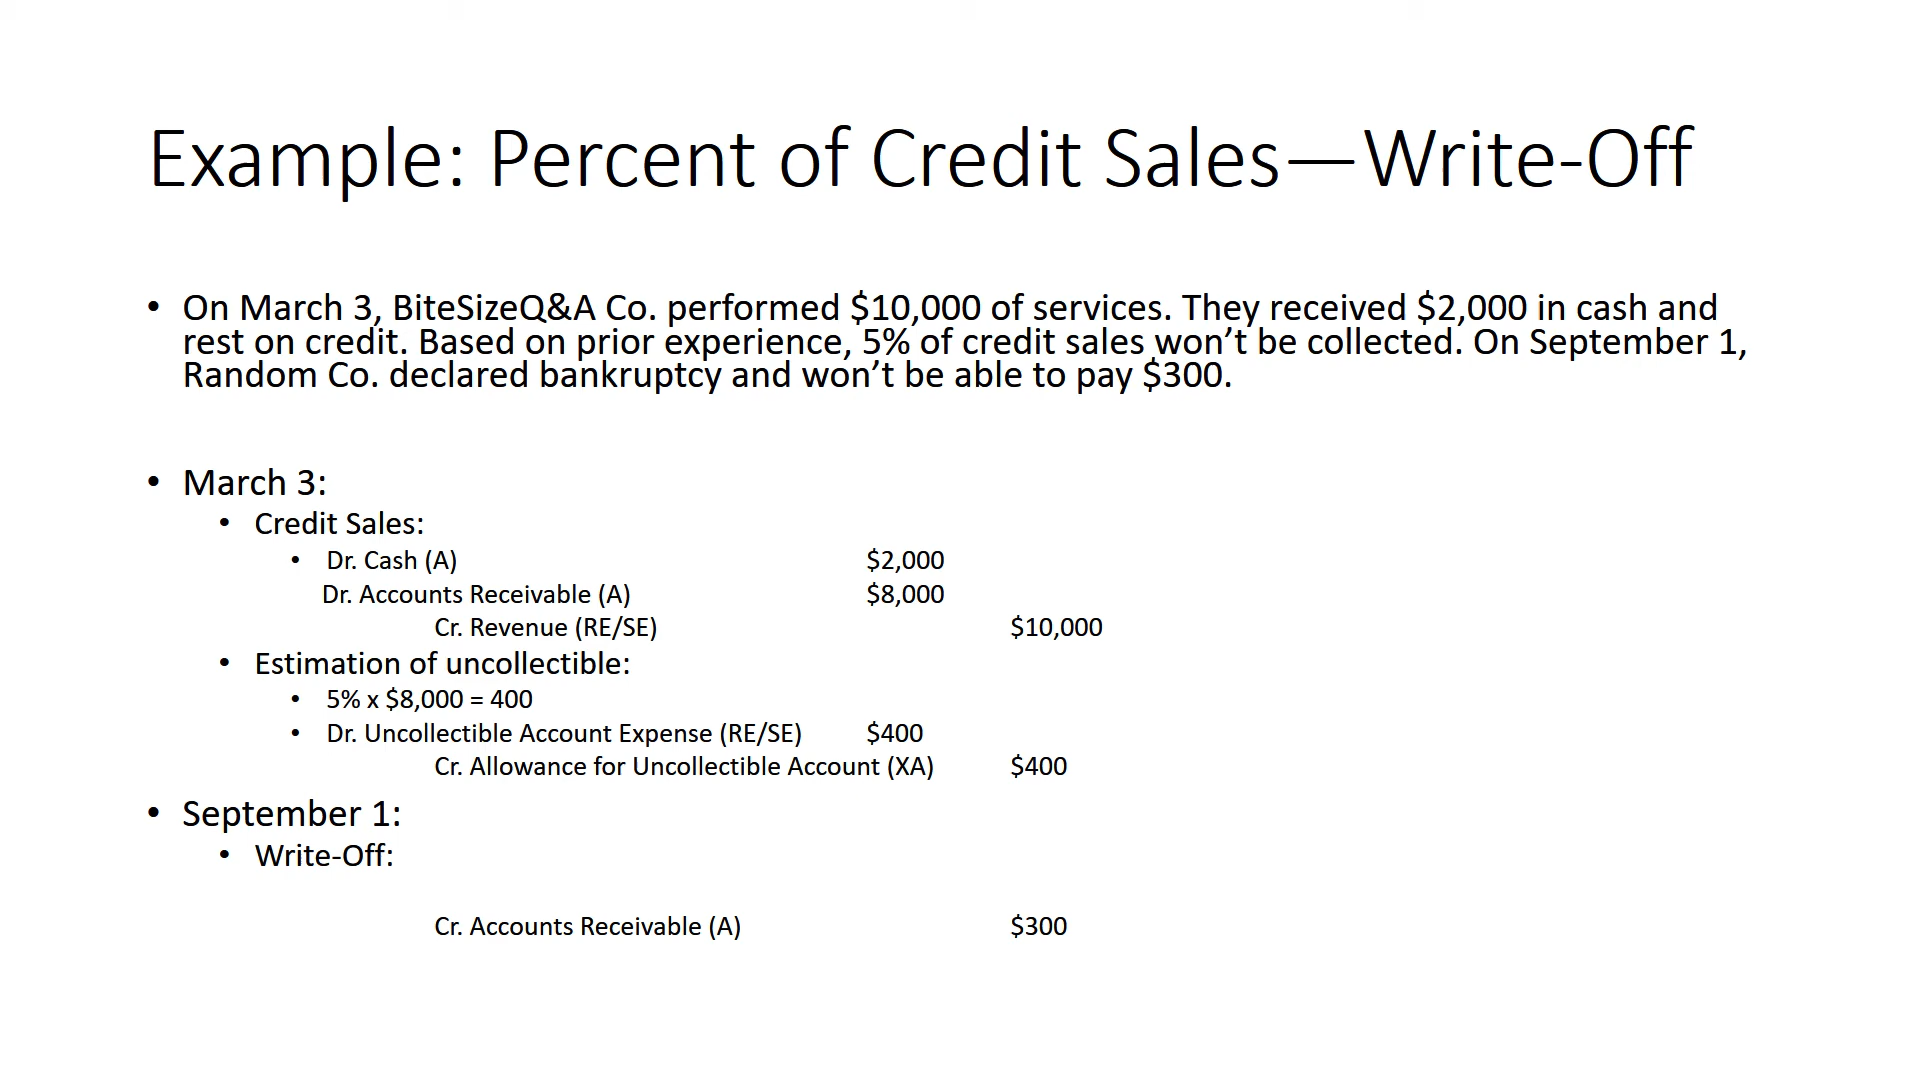 Example: Percent of Credit Sales—Write-Off
• On March 3, BiteSizeQ&A Co. performed $10,000 of services. They received $2,000 in cash and
rest on credit. Based on prior experience, 5% of credit sales won’t be collected. On September 1,
Random Co. declared bankruptcy and won’t be able to pay $300.
• March 3:
• Credit Sales:
• Dr. Cash (A) $2,000
Dr. Accounts Receivable (A) $8,000
Cr. Revenue (RE/SE) $10,000
• Estimation of uncollectible:
• 5% x $8,000 = 400
• Dr. Uncollectible Account Expense (RE/SE) $400
Cr. Allowance for Uncollectible Account (XA) $400
• September 1:
• Write-Off:
Cr. Accounts Receivable (A) $300